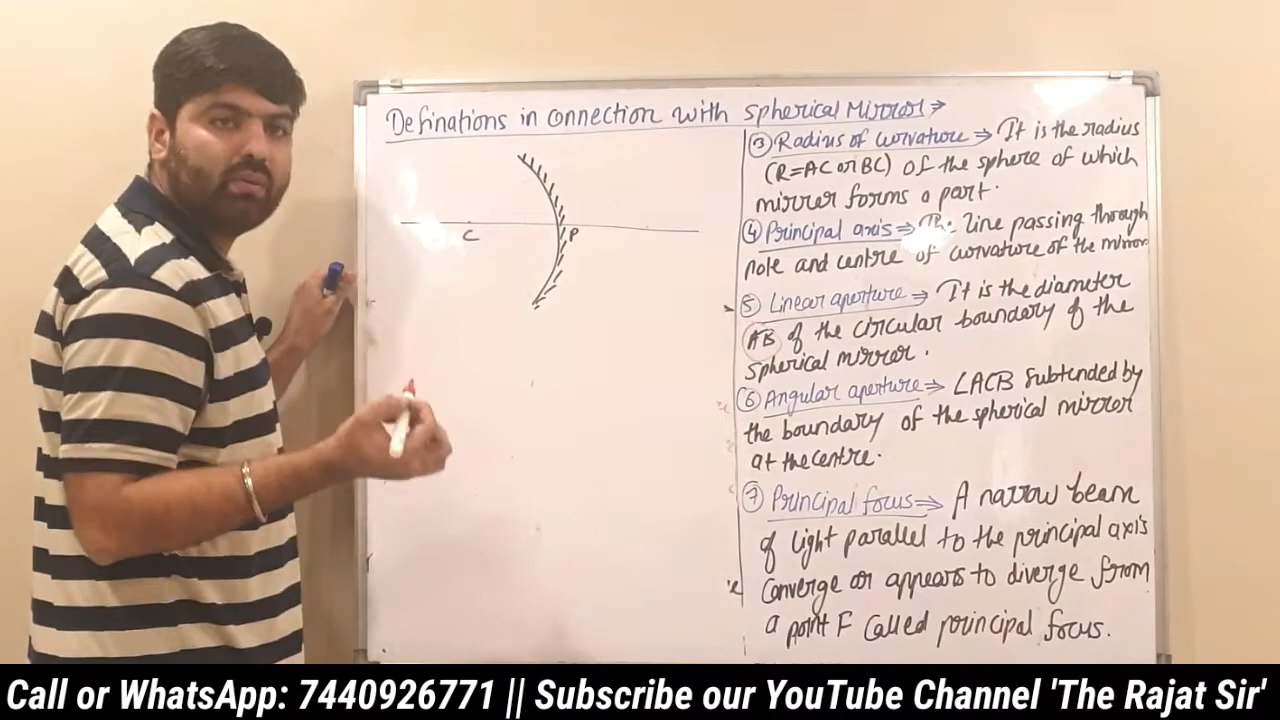 Definations in connection with spherical Mirror →
C
P
③ Radius of curvature ⇒ It is the radius
(R=AC or BC) of the sphere of which
mirror forms a part.
④ Principal axis ⇒ The line passing through
pole and centre of curvature of the mirror
⑤ Linear aperture ⇒ It is the diameter
AB of the circular boundary of the
spherical mirror.
⑥ Angular aperture ⇒ ∠ACB Subtended by
the boundary of the spherical mirror
at the centre.
⑦ Principal focus ⇒ A narrow beam
of light parallel to the principal axis
converge or appears to diverge from
a point F called principal focus.
Call or WhatsApp: 7440926771 || Subscribe our YouTube Channel 'The Rajat Sir'